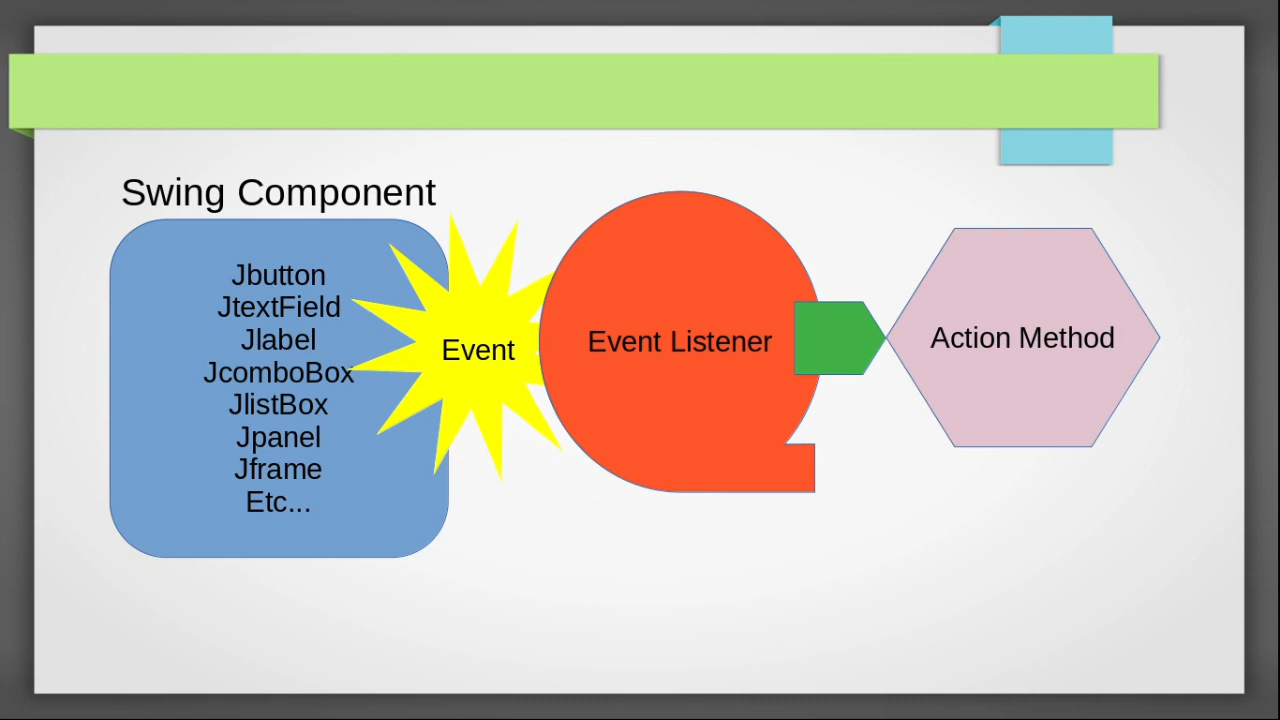 Swing Component
Jbutton
JtextField
Jlabel
JcomboBox
JlistBox
Jpanel
Jframe
Etc...
Event
Event Listener
Action Method